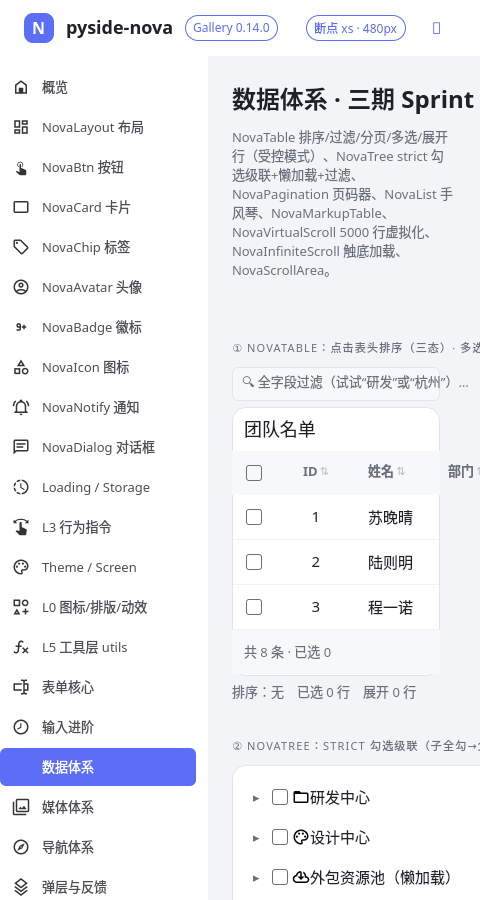 N pyside-nova Gallery 0.14.0 断点 xs · 480px
概览
NovaLayout 布局
NovaBtn 按钮
NovaCard 卡片
NovaChip 标签
NovaAvatar 头像
NovaBadge 徽标
NovaIcon 图标
NovaNotify 通知
NovaDialog 对话框
Loading / Storage
L3 行为指令
Theme / Screen
L0 图标/排版/动效
L5 工具层 utils
表单核心
输入进阶
数据体系
媒体体系
导航体系
弹层与反馈
数据体系 · 三期 Sprint
NovaTable 排序/过滤/分页/多选/展开
行（受控模式）、NovaTree strict 勾
选级联+懒加载+过滤、
NovaPagination 页码器、NovaList 手
风琴、NovaMarkupTable、
NovaVirtualScroll 5000 行虚拟化、
NovaInfiniteScroll 触底加载、
NovaScrollArea。
① NOVATABLE：点击表头排序（三态）· 多选
全字段过滤（试试“研发”或“杭州”）...
团队名单
ID ⇅ 姓名 ⇅ 部门 ⇅
1 苏晚晴
2 陆则明
3 程一诺
共 8 条 · 已选 0
排序：无 已选 0 行 展开 0 行
② NOVATREE：STRICT 勾选级联（子全勾→
▸ 研发中心
▸ 设计中心
▸ 外包资源池（懒加载）